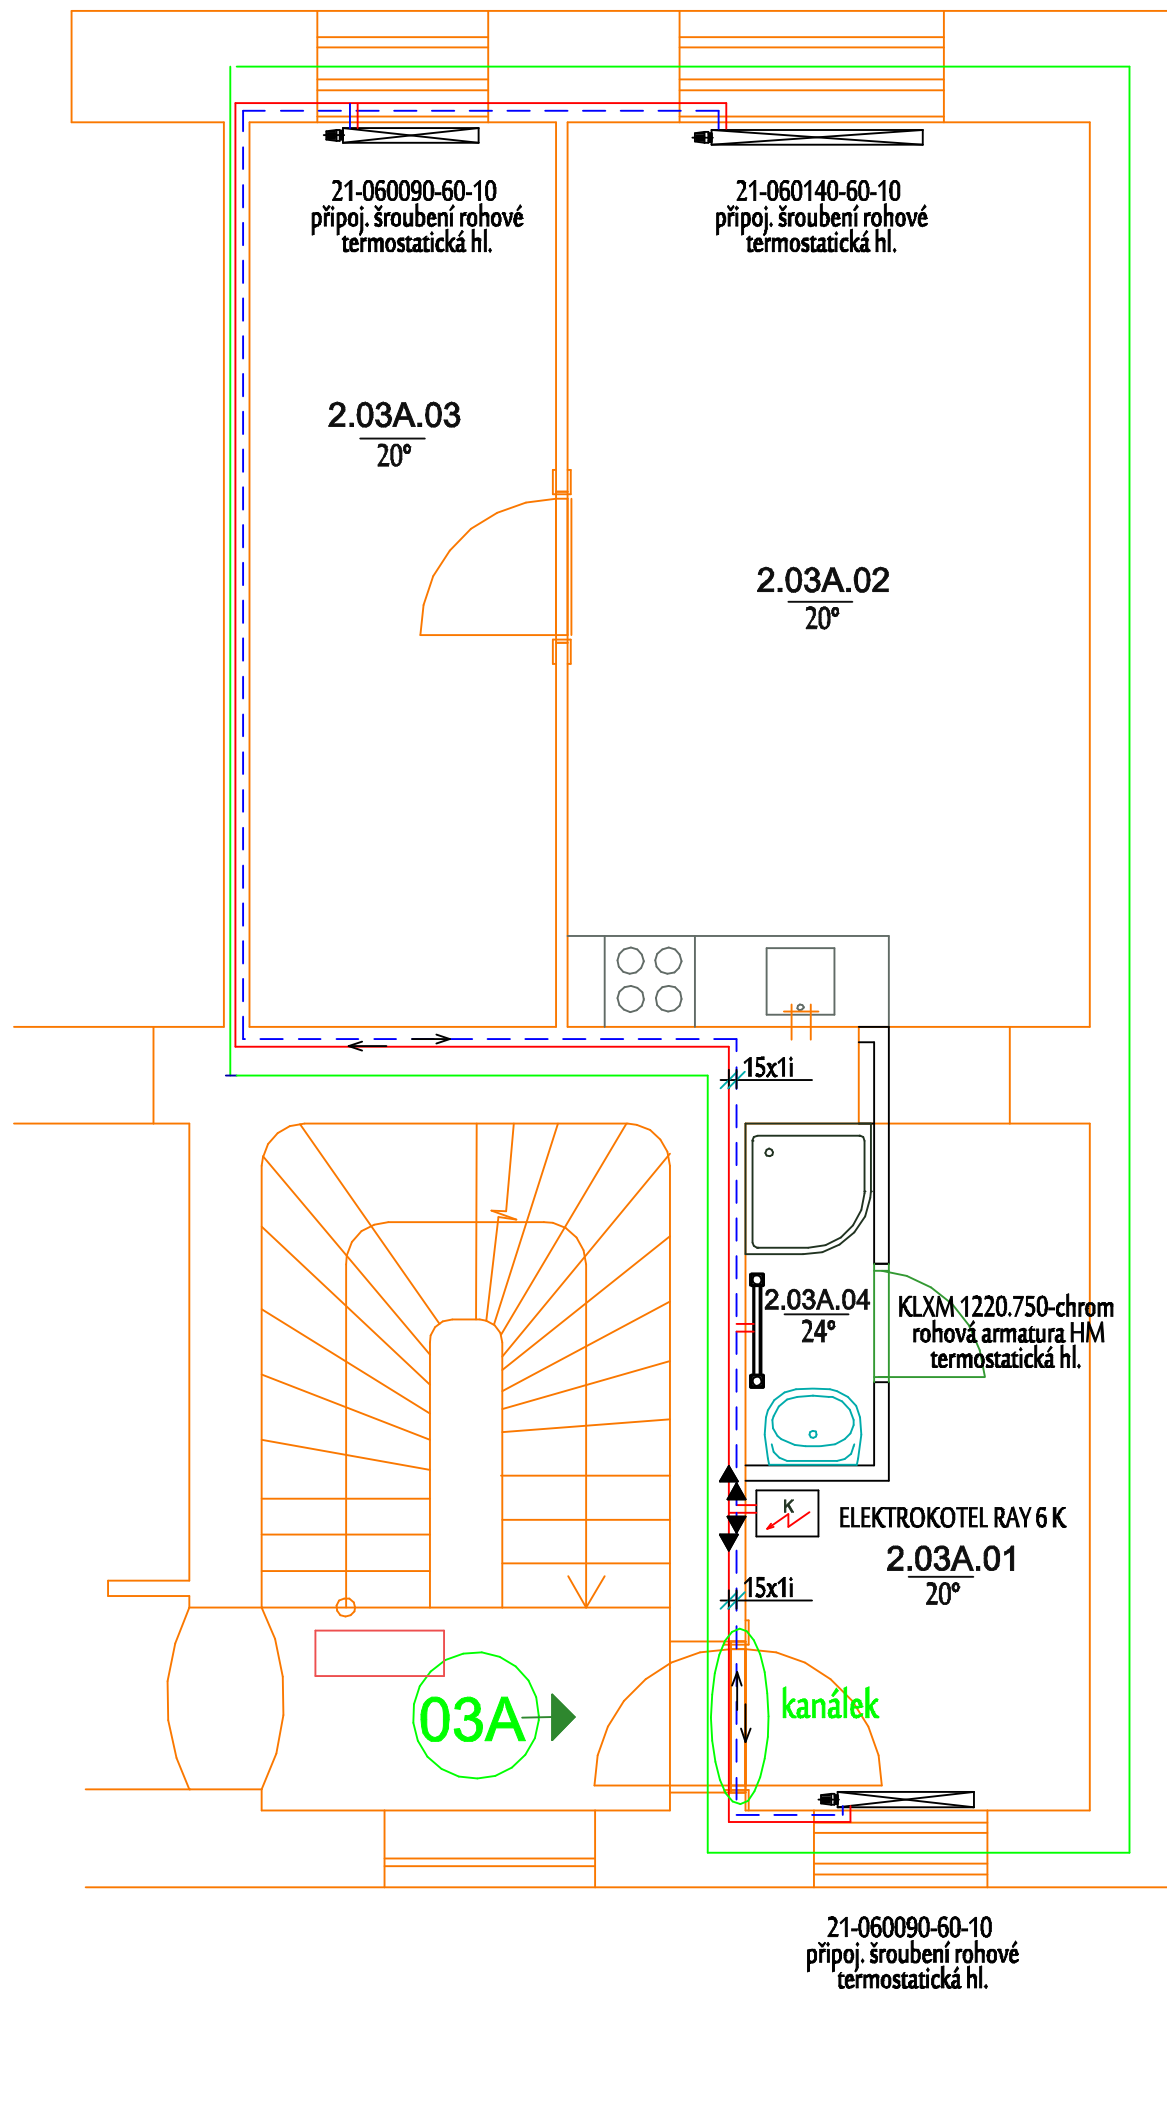 21-060090-60-10
připoj. šroubení rohové
termostatická hl.
21-060140-60-10
připoj. šroubení rohové
termostatická hl.
2.03A.03
20°
2.03A.02
20°
15x1i
2.03A.04
24°
KLXM 1220.750-chrom
rohová armatura HM
termostatická hl.
K
ELEKTROKOTEL RAY 6 K
2.03A.01
20°
15x1i
03A
kanálek
21-060090-60-10
připoj. šroubení rohové
termostatická hl.